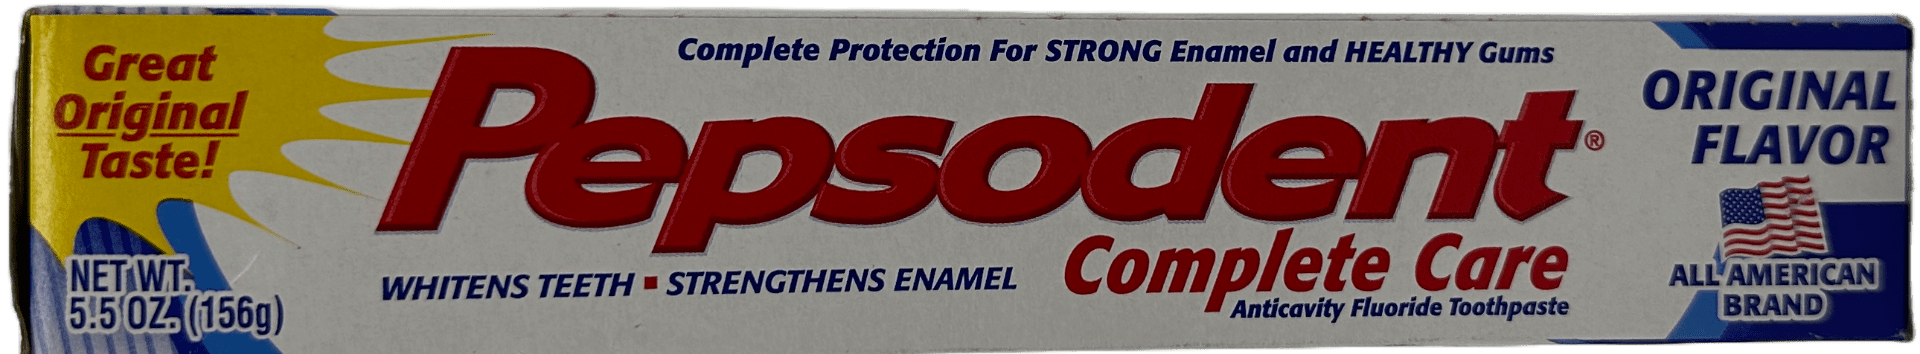 Great
Original
Taste!
NET WT.
5.5 OZ. (156g)
Complete Protection For STRONG Enamel and HEALTHY Gums
Pepsodent®
WHITENS TEETH ▪ STRENGTHENS ENAMEL
Complete Care
Anticavity Fluoride Toothpaste
ORIGINAL
FLAVOR
ALL AMERICAN
BRAND